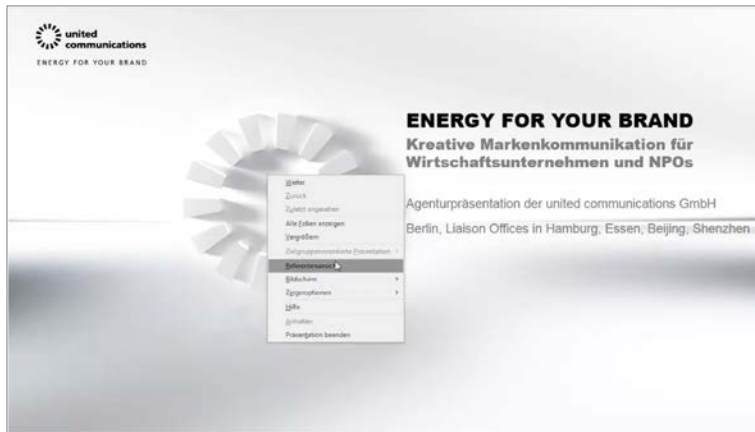 united
communications
ENERGY FOR YOUR BRAND
ENERGY FOR YOUR BRAND
Kreative Markenkommunikation für
Wirtschaftsunternehmen und NPOs
Agenturpräsentation der united communications GmbH
Berlin, Liaison Offices in Hamburg, Essen, Beijing, Shenzhen
Weiter
Zurück
Zuletzt angesehen
Alle Folien anzeigen
Vergrößern
Zielgruppenorientierte Präsentation
Referentenansicht
Bildschirm
Zeigeroptionen
Hilfe
Anhalten
Präsentation beenden